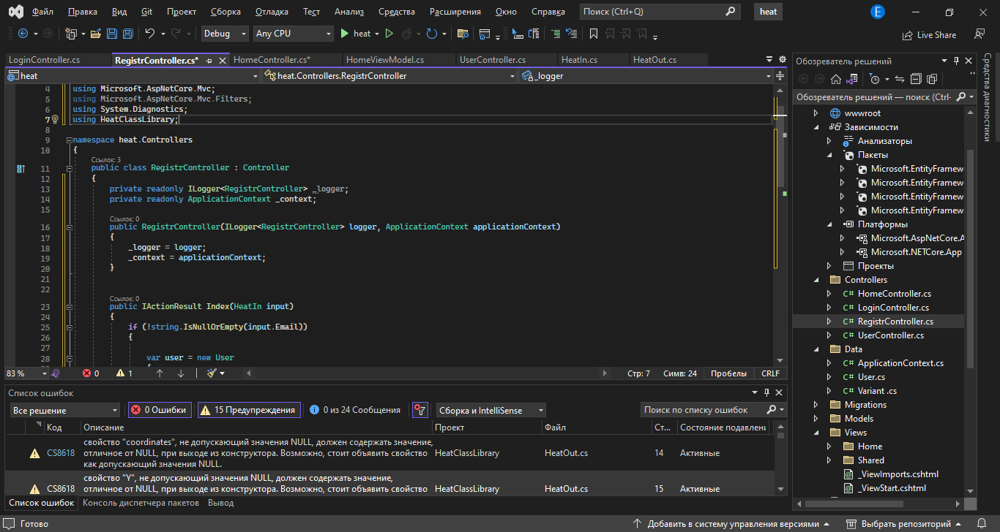 Файл Правка Вид Git Проект Сборка Отладка Тест Анализ Средства Расширения Окно Справка Поиск (Ctrl+Q) heat E
Debug Any CPU heat Live Share
LoginController.cs RegistrController.cs* HomeController.cs* HomeViewModel.cs UserController.cs HeatIn.cs HeatOut.cs
heat heat.Controllers.RegistrController _logger
4 using Microsoft.AspNetCore.Mvc;
5 using Microsoft.AspNetCore.Mvc.Filters;
6 using System.Diagnostics;
7 using HeatClassLibrary;
8
9 namespace heat.Controllers
10 {
Ссылок: 3
11 public class RegistrController : Controller
12 {
13 private readonly ILogger<RegistrController> _logger;
14 private readonly ApplicationContext _context;
15
Ссылок: 0
16 public RegistrController(ILogger<RegistrController> logger, ApplicationContext applicationContext)
17 {
18 _logger = logger;
19 _context = applicationContext;
20 }
21
22
Ссылок: 0
23 public IActionResult Index(HeatIn input)
24 {
25 if (!string.IsNullOrEmpty(input.Email))
26 {
27
28 var user = new User
83 % 0 1 Стр: 7 Симв: 24 Пробелы CRLF
Список ошибок
Все решение 0 Ошибки 15 Предупреждения 0 из 24 Сообщения Сборка и IntelliSense Поиск по списку ошибок
Код Описание Проект Файл Ст... Состояние подавлени
свойство "coordinates", не допускающий значения NULL, должен содержать значение,
CS8618 отличное от NULL, при выходе из конструктора. Возможно, стоит объявить свойство HeatClassLibrary HeatOut.cs 14 Активные
как допускающий значения NULL.
свойство "Y", не допускающий значения NULL, должен содержать значение,
CS8618 отличное от NULL, при выходе из конструктора. Возможно, стоит объявить свойство HeatClassLibrary HeatOut.cs 15 Активные
Список ошибок Консоль диспетчера пакетов Вывод
Обозреватель решений
Обозреватель решений — поиск (Ctrl-
wwwroot
Зависимости
Анализаторы
Пакеты
Microsoft.EntityFramew
Microsoft.EntityFramew
Microsoft.EntityFramew
Microsoft.EntityFramew
Платформы
Microsoft.AspNetCore.A
Microsoft.NETCore.App
Проекты
Controllers
C# HomeController.cs
C# LoginController.cs
C# RegistrController.cs
C# UserController.cs
Data
C# ApplicationContext.cs
C# User.cs
C# Variant .cs
Migrations
Models
Views
Home
Shared
_ViewImports.cshtml
_ViewStart.cshtml
Средства диагностики
Готово Добавить в систему управления версиями Выбрать репозиторий